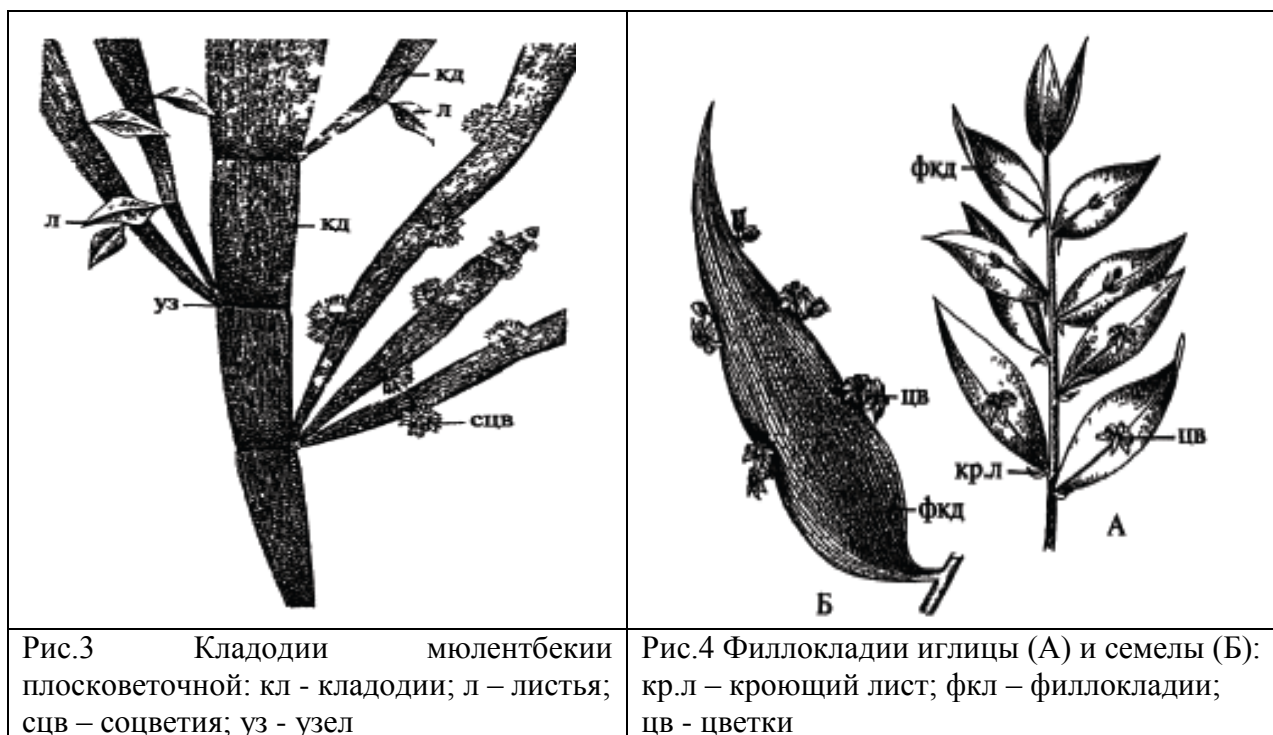 кд
л
л
кд
уз
сцв
фкд
цв
цв
кр.л
фкд
А
Б
Рис.3 Кладодии мюлентбекии
плосковеточной: кл - кладодии; л – листья;
сцв – соцветия; уз - узел
Рис.4 Филлокладии иглицы (А) и семелы (Б):
кр.л – кроющий лист; фкл – филлокладии;
цв - цветки